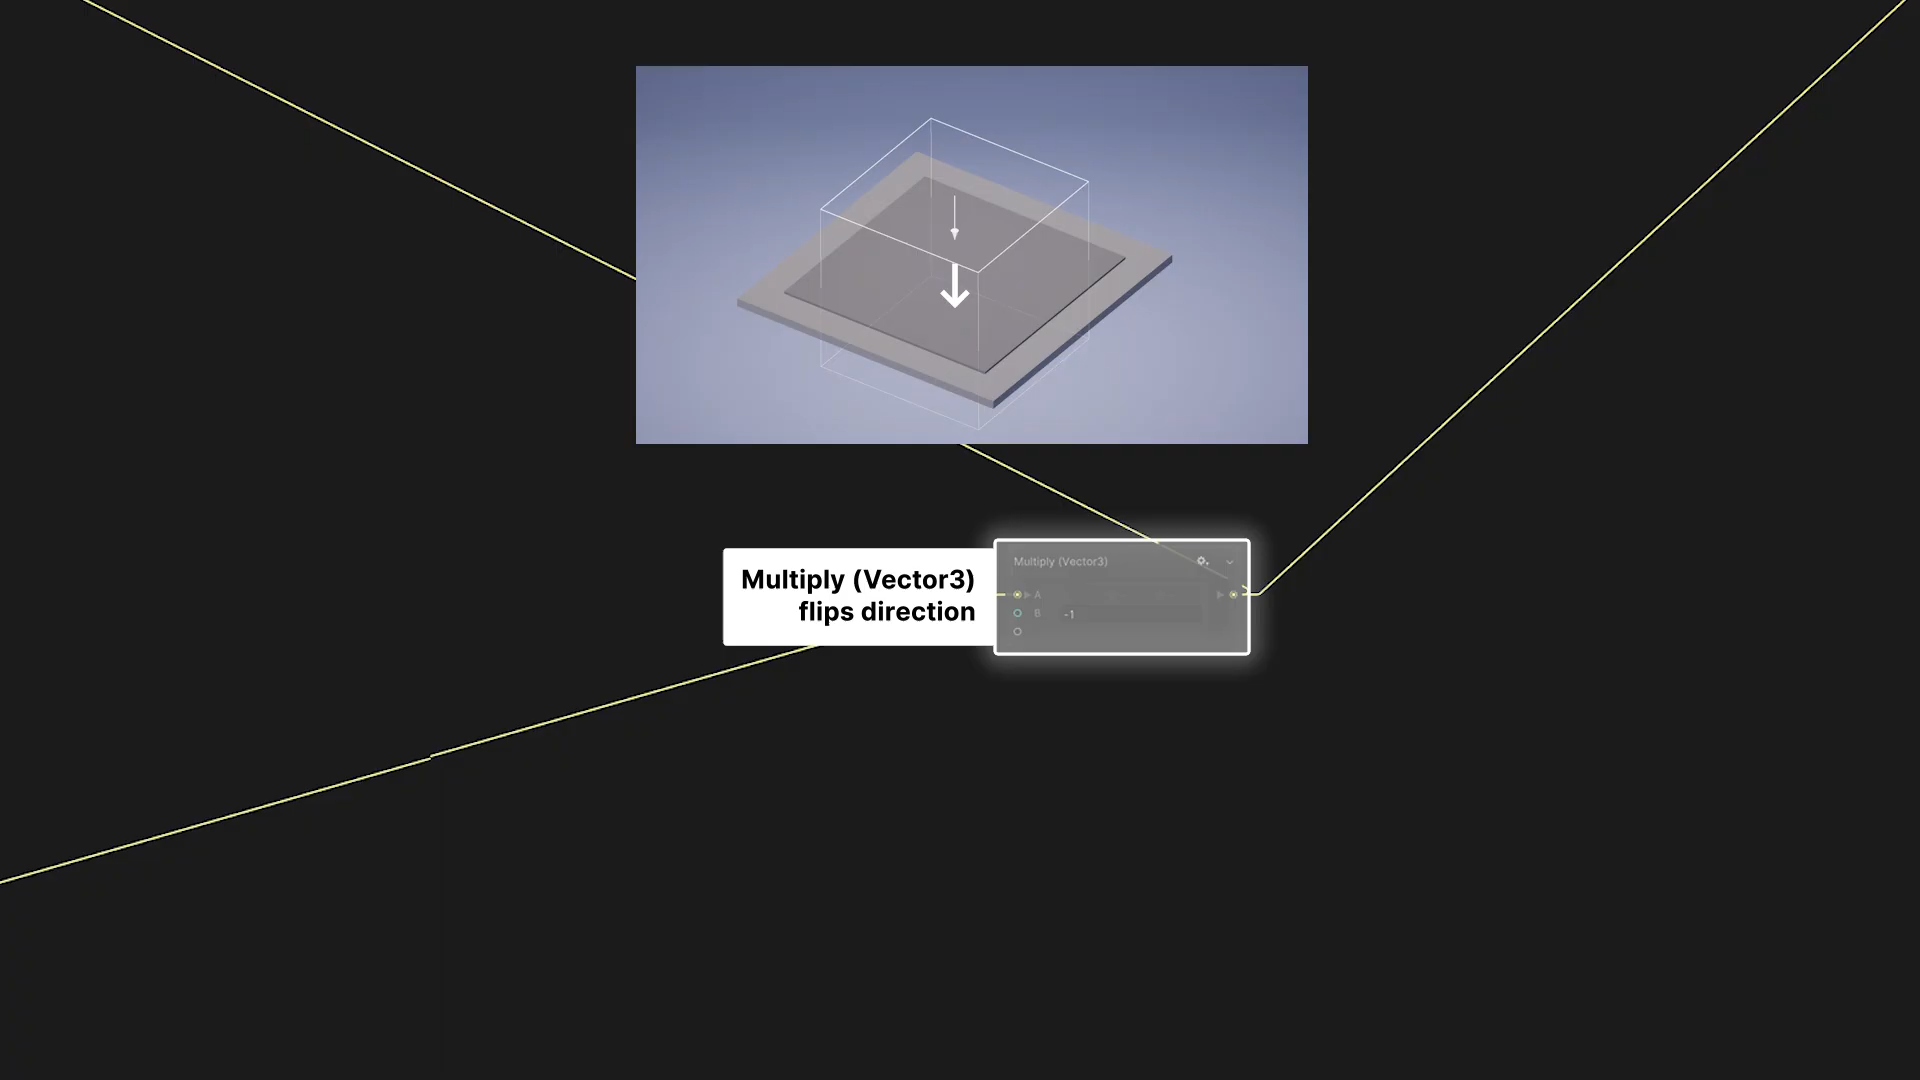 Multiply (Vector3)
flips direction
Multiply (Vector3)
A
B -1